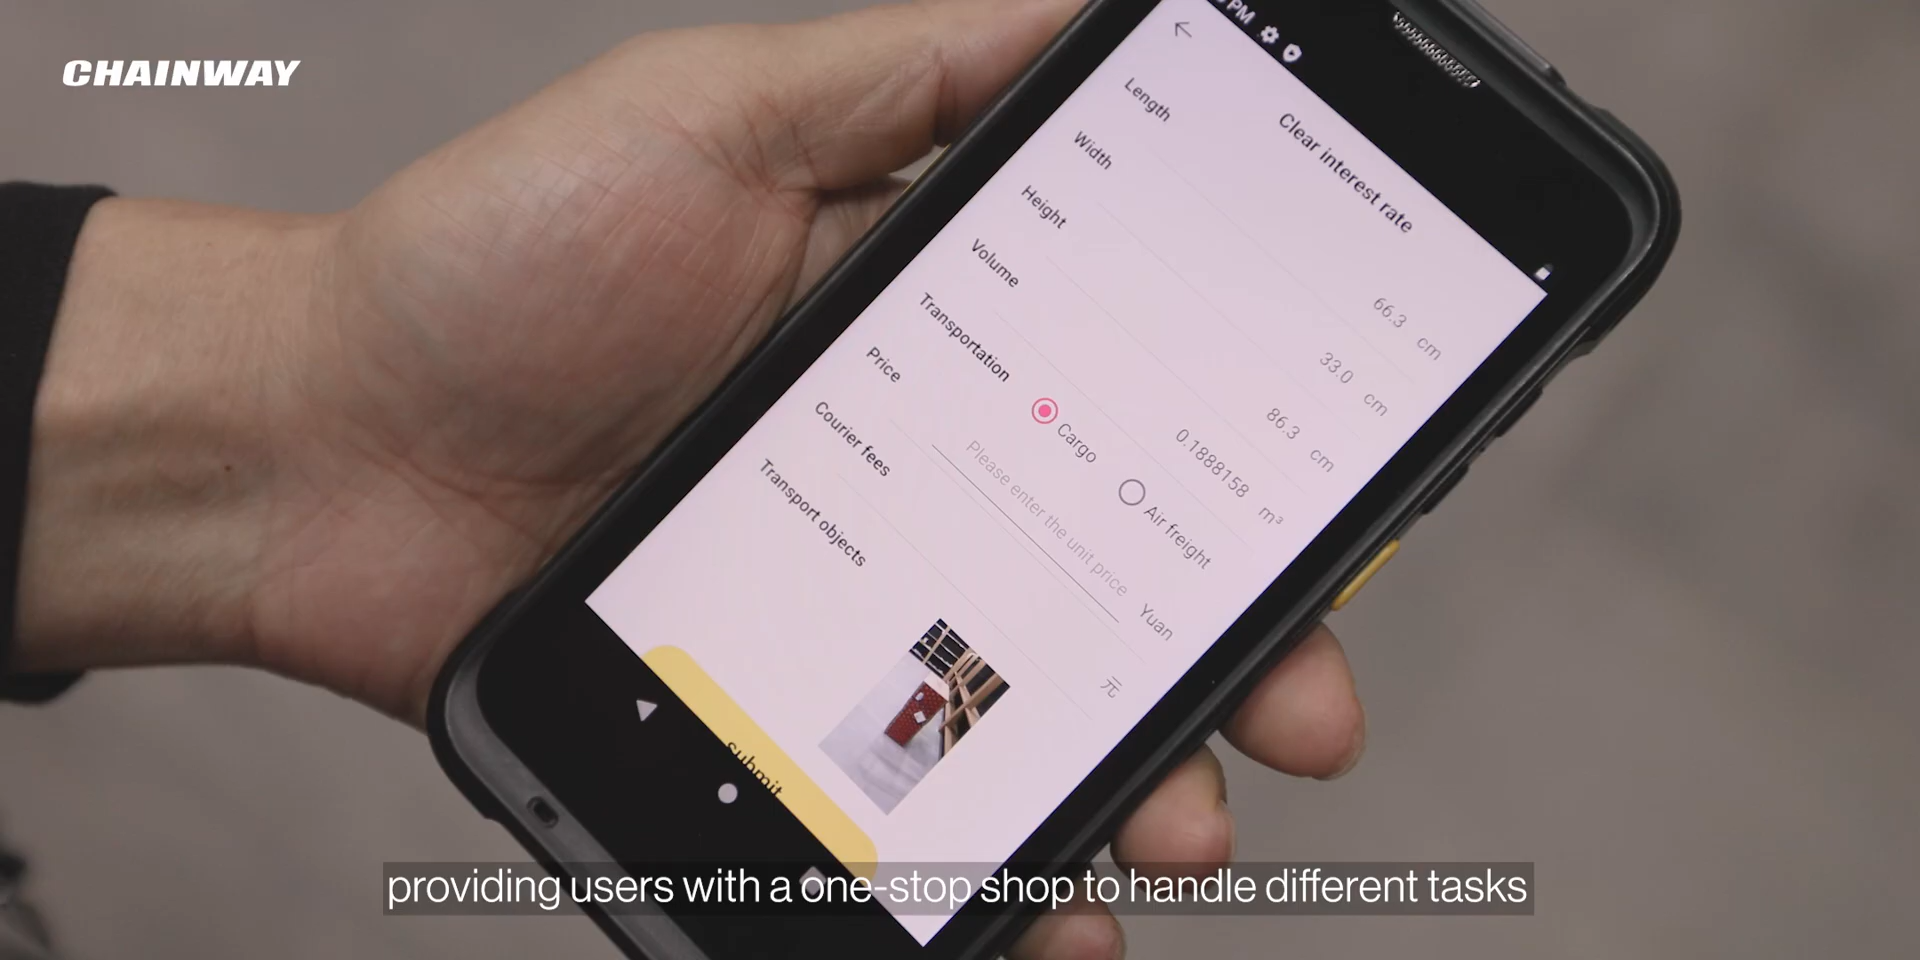 CHAINWAY
PM
Clear interest rate
Length 66.3 cm
Width 33.0 cm
Height 86.3 cm
Volume 0.1888158 m³
Transportation Cargo Air freight
Price Please enter the unit price Yuan
Courier fees 元
Transport objects
submit
providing users with a one-stop shop to handle different tasks